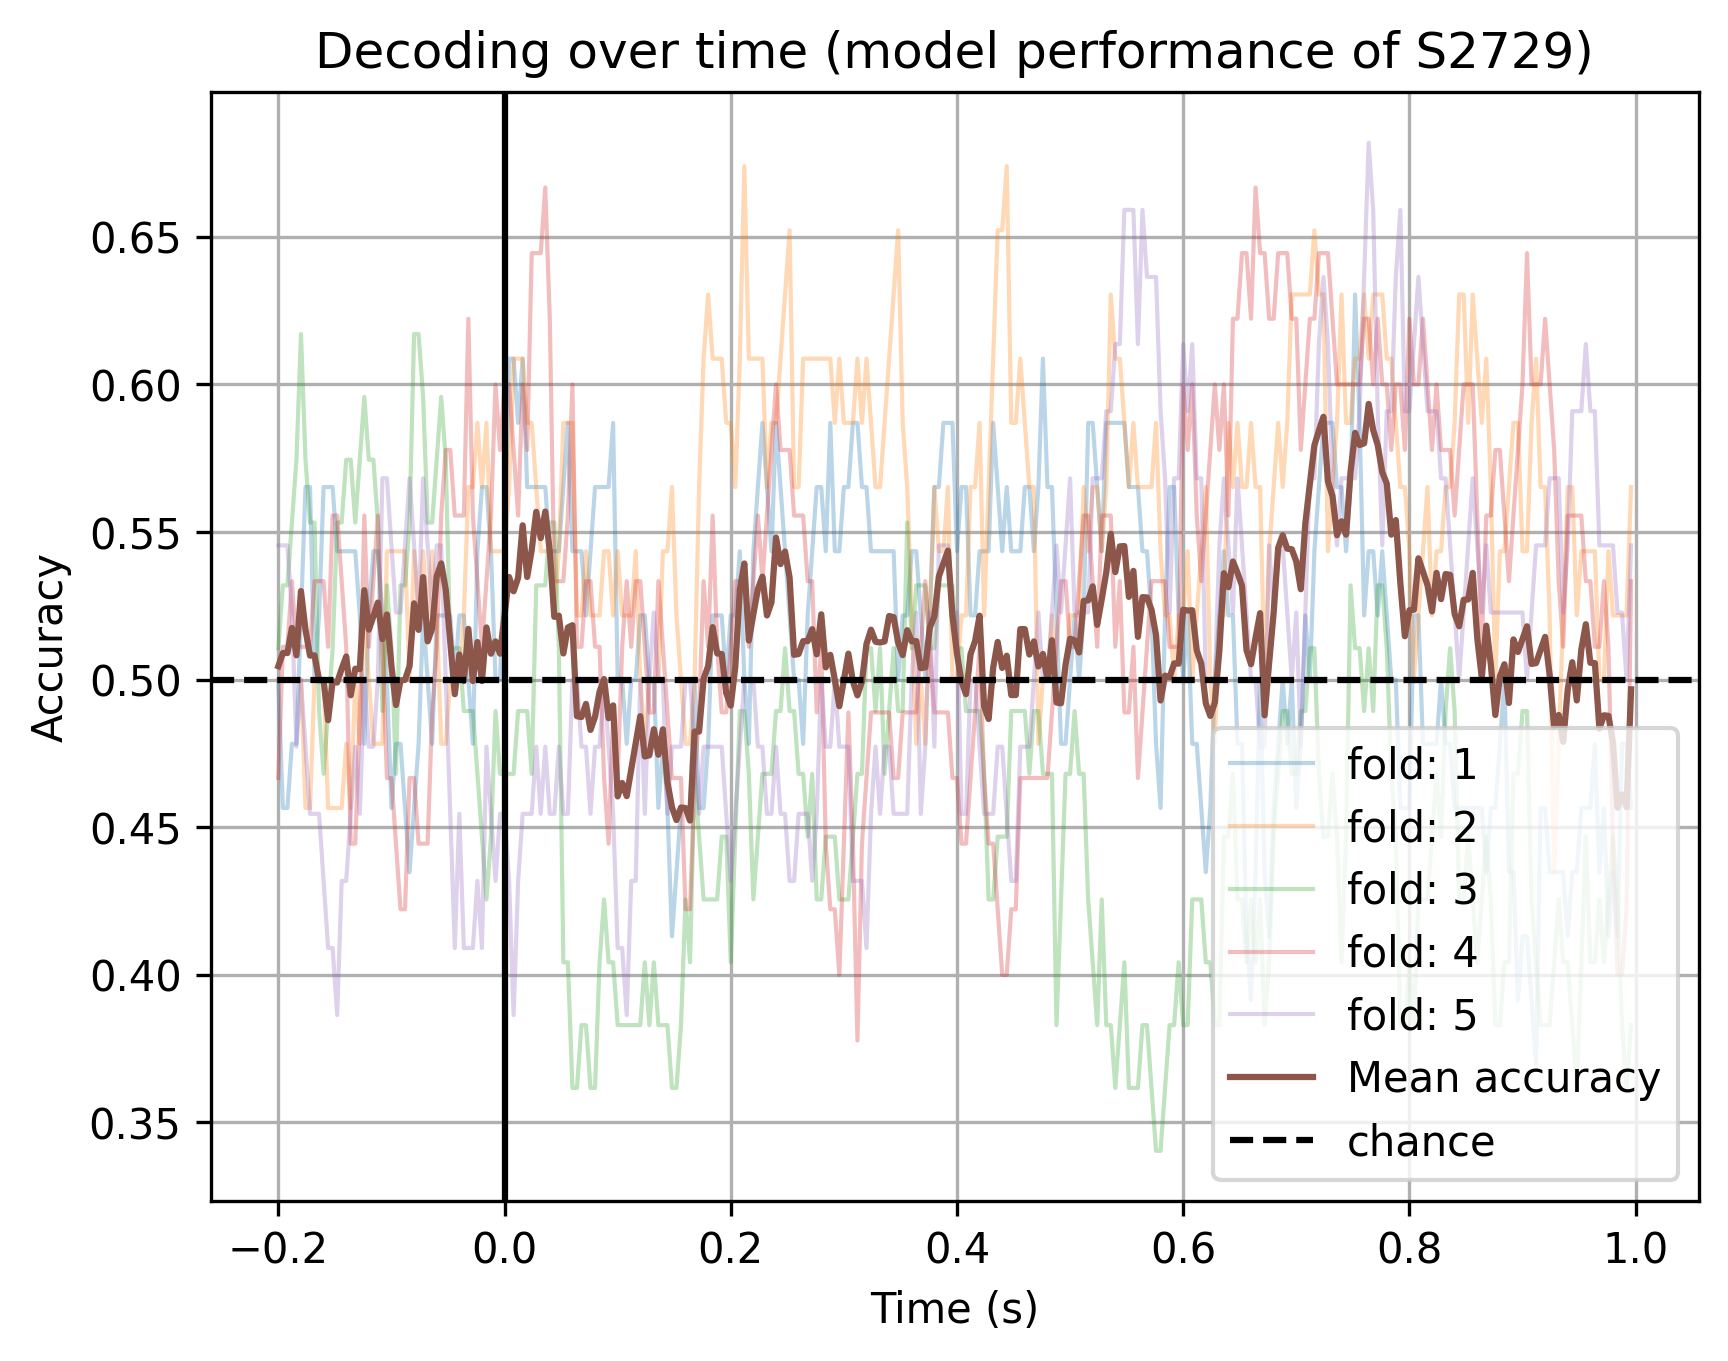 Decoding over time (model performance of S2729)
Accuracy
0.65
0.60
0.55
0.50
0.45
0.40
0.35
fold: 1
fold: 2
fold: 3
fold: 4
fold: 5
Mean accuracy
chance
−0.2
0.0
0.2
0.4
0.6
0.8
1.0
Time (s)